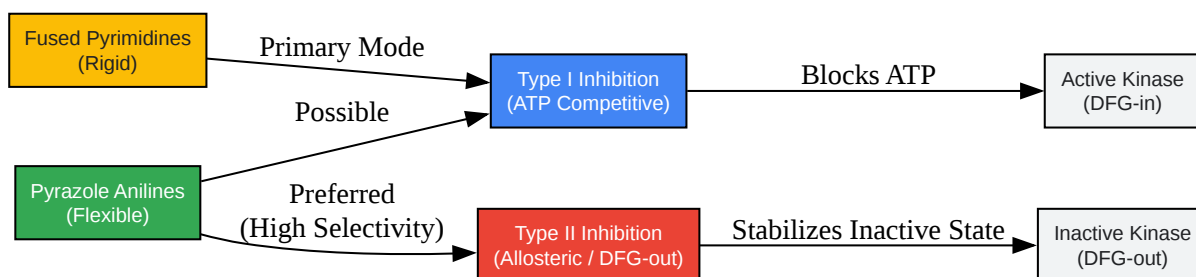 Fused Pyrimidines
(Rigid)
Primary Mode
Type I Inhibition
(ATP Competitive)
Blocks ATP
Active Kinase
(DFG-in)
Possible
Pyrazole Anilines
(Flexible)
Preferred
(High Selectivity)
Type II Inhibition
(Allosteric / DFG-out)
Stabilizes Inactive State
Inactive Kinase
(DFG-out)